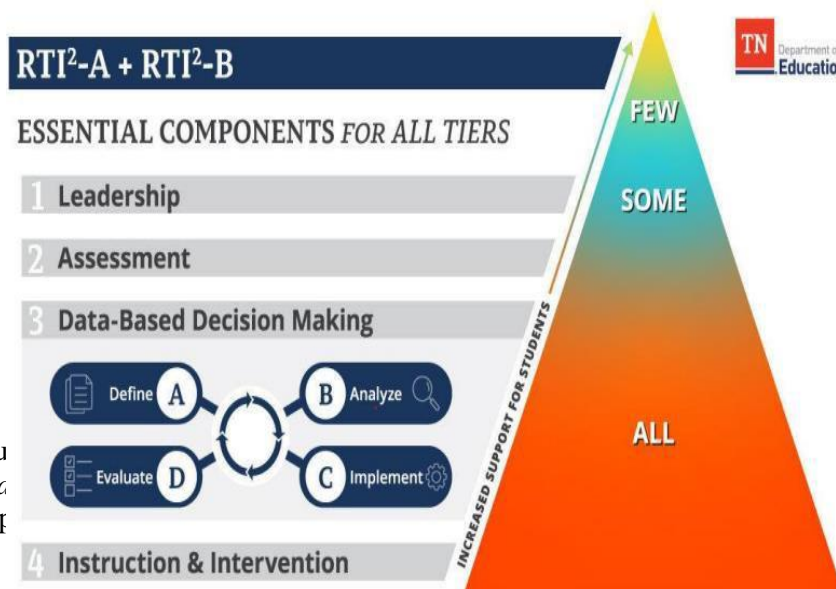 RTI²-A + RTI²-B
TN Department of
Education
ESSENTIAL COMPONENTS FOR ALL TIERS
1 Leadership
2 Assessment
3 Data-Based Decision Making
Define A
B Analyze
Evaluate D
C Implement
4 Instruction & Intervention
INCREASED SUPPORT FOR STUDENTS
FEW
SOME
ALL